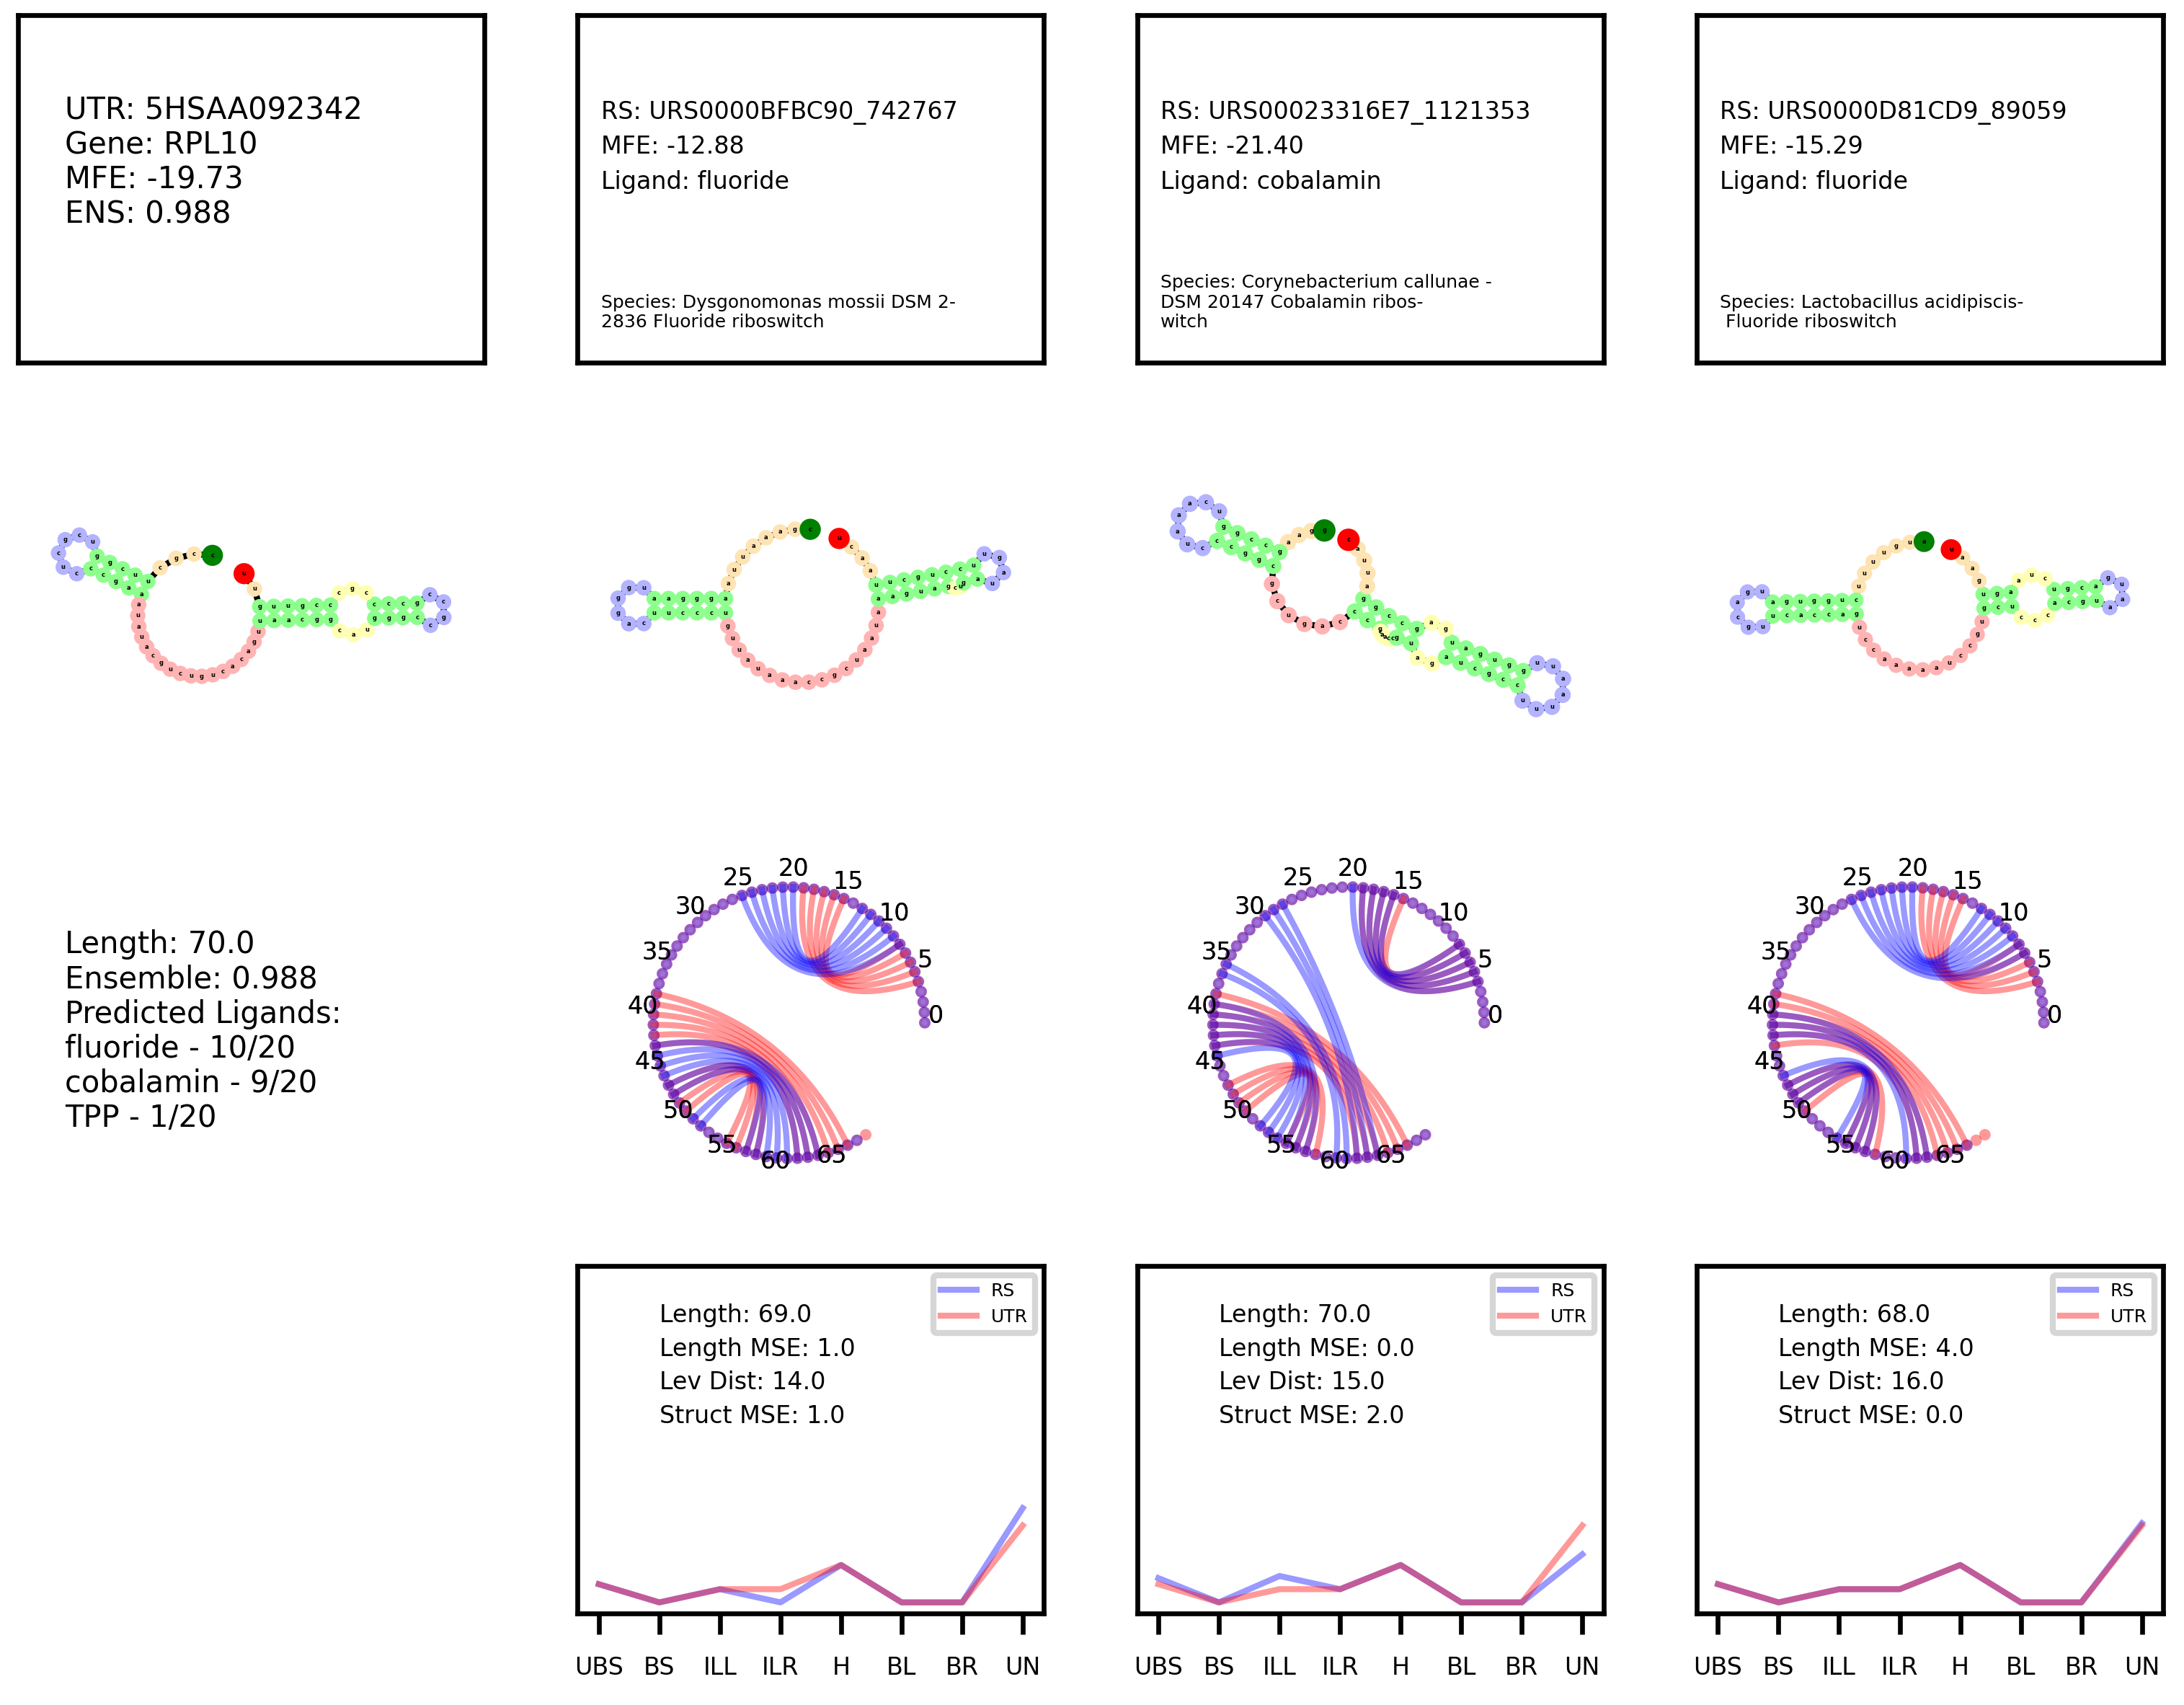 UTR: 5HSAA092342
Gene: RPL10
MFE: -19.73
ENS: 0.988
RS: URS0000BFBC90_742767
MFE: -12.88
Ligand: fluoride
Species: Dysgonomonas mossii DSM 2-
2836 Fluoride riboswitch
RS: URS00023316E7_1121353
MFE: -21.40
Ligand: cobalamin
Species: Corynebacterium callunae -
DSM 20147 Cobalamin ribos-
witch
RS: URS0000D81CD9_89059
MFE: -15.29
Ligand: fluoride
Species: Lactobacillus acidipiscis-
Fluoride riboswitch
Length: 70.0
Ensemble: 0.988
Predicted Ligands:
fluoride - 10/20
cobalamin - 9/20
TPP - 1/20
0
5
10
15
20
25
30
35
40
45
50
55
60
65
0
5
10
15
20
25
30
35
40
45
50
55
60
65
0
5
10
15
20
25
30
35
40
45
50
55
60
65
RS
UTR
Length: 69.0
Length MSE: 1.0
Lev Dist: 14.0
Struct MSE: 1.0
UBS BS ILL ILR H BL BR UN
RS
UTR
Length: 70.0
Length MSE: 0.0
Lev Dist: 15.0
Struct MSE: 2.0
UBS BS ILL ILR H BL BR UN
RS
UTR
Length: 68.0
Length MSE: 4.0
Lev Dist: 16.0
Struct MSE: 0.0
UBS BS ILL ILR H BL BR UN